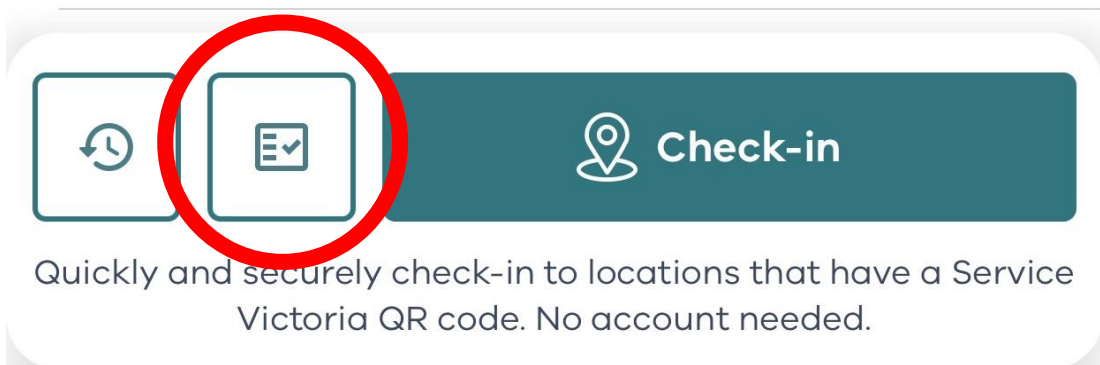 Check-in
Quickly and securely check-in to locations that have a Service
Victoria QR code. No account needed.